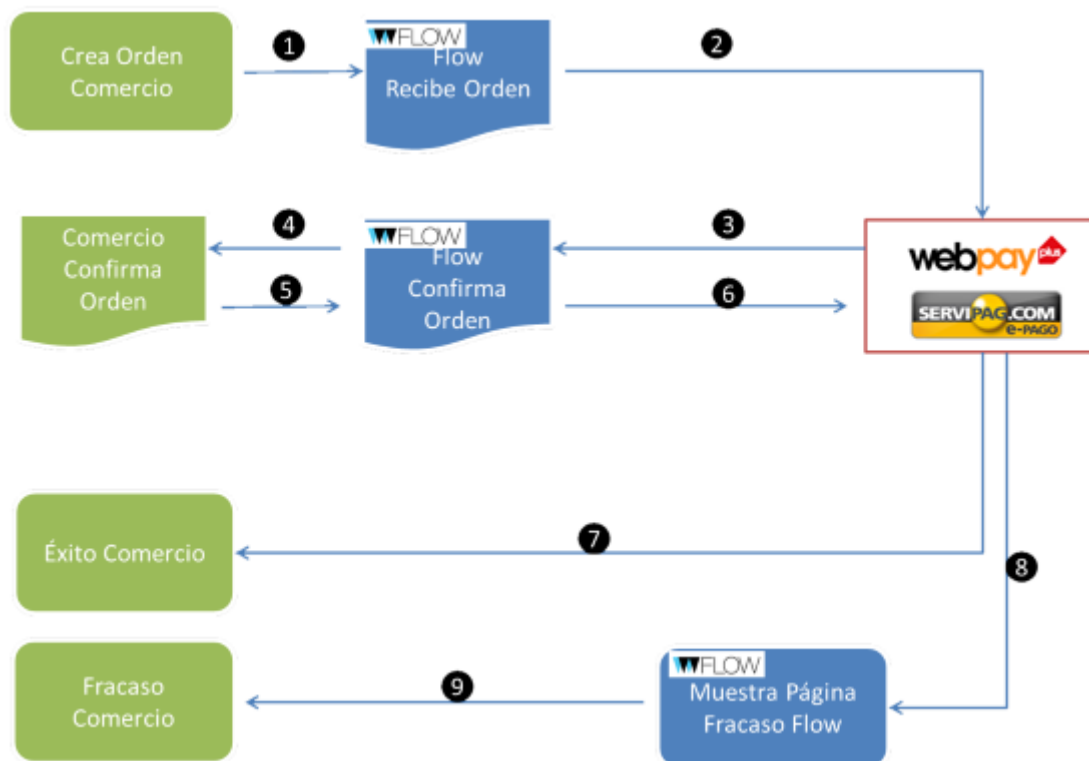 Crea Orden
Comercio
1
FLOW
Flow
Recibe Orden
2
Comercio
Confirma
Orden
4
5
FLOW
Flow
Confirma
Orden
3
6
webpay plus
SERVIPAG.COM
e-PAGO
Éxito Comercio
7
8
Fracaso
Comercio
9
FLOW
Muestra Página
Fracaso Flow